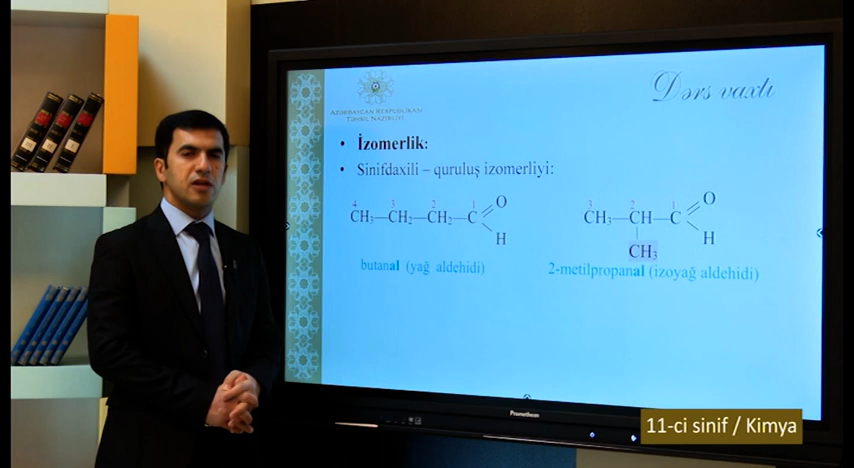 Dərs vaxtı
AZƏRBAYCAN RESPUBLİKASI
TƏHSİL NAZİRLİYİ
• İzomerlik:
• Sinifdaxili – quruluş izomerliyi:
4 3 2 1 O
CH₃—CH₂—CH₂—C
H
butanal (yağ aldehidi)
3 2 1 O
CH₃—CH—C
H
CH₃
2-metilpropanal (izoyağ aldehidi)
Promethean
11-ci sinif / Kimya